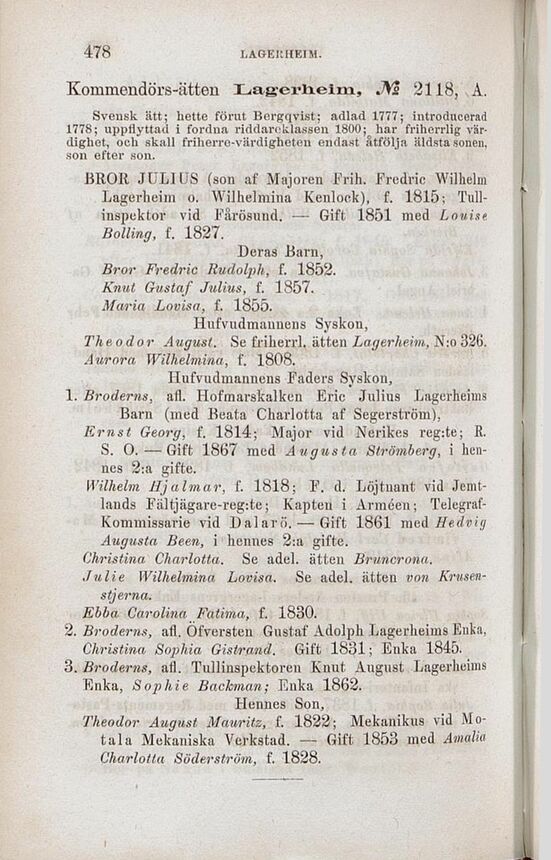 478
LAGERHEIM.
Kommendörs-ätten Lagerheim, № 2118, A.
Svensk ätt; hette förut Bergqvist; adlad 1777; introducerad
1778; uppflyttad i fordna riddareklassen 1800; har friherrlig vär-
dighet, och skall friherre-värdigheten endast åtfölja äldsta sonen,
son efter son.
BROR JULIUS (son af Majoren Frih. Fredric Wilhelm
Lagerheim o. Wilhelmina Kenlock), f. 1815; Tull-
inspektor vid Fårösund. — Gift 1851 med Louise
Bolling, f. 1827.
Deras Barn,
Bror Fredric Rudolph, f. 1852.
Knut Gustaf Julius, f. 1857.
Maria Lovisa, f. 1855.
Hufvudmannens Syskon,
Theodor August. Se friherrl. ätten Lagerheim, N:o 326.
Aurora Wilhelmina, f. 1808.
Hufvudmannens Faders Syskon,
1. Broderns, afl. Hofmarskalken Eric Julius Lagerheims
Barn (med Beata Charlotta af Segerström),
Ernst Georg, f. 1814; Major vid Nerikes reg:te; R.
S. O. — Gift 1867 med Augusta Strömberg, i hen-
nes 2:a gifte.
Wilhelm Hjalmar, f. 1818; F. d. Löjtnant vid Jemt-
lands Fältjägare-reg:te; Kapten i Arméen; Telegraf-
Kommissarie vid Dalarö. — Gift 1861 med Hedvig
Augusta Been, i hennes 2:a gifte.
Christina Charlotta. Se adel. ätten Bruncrona.
Julie Wilhelmina Lovisa. Se adel. ätten von Krusen-
stjerna.
Ebba Carolina Fatima, f. 1830.
2. Broderns, afl. Öfversten Gustaf Adolph Lagerheims Enka,
Christina Sophia Gistrand. Gift 1831; Enka 1845.
3. Broderns, afl. Tullinspektoren Knut August Lagerheims
Enka, Sophie Backman; Enka 1862.
Hennes Son,
Theodor August Mauritz, f. 1822; Mekanikus vid Mo-
tala Mekaniska Verkstad. — Gift 1853 med Amalia
Charlotta Söderström, f. 1828.